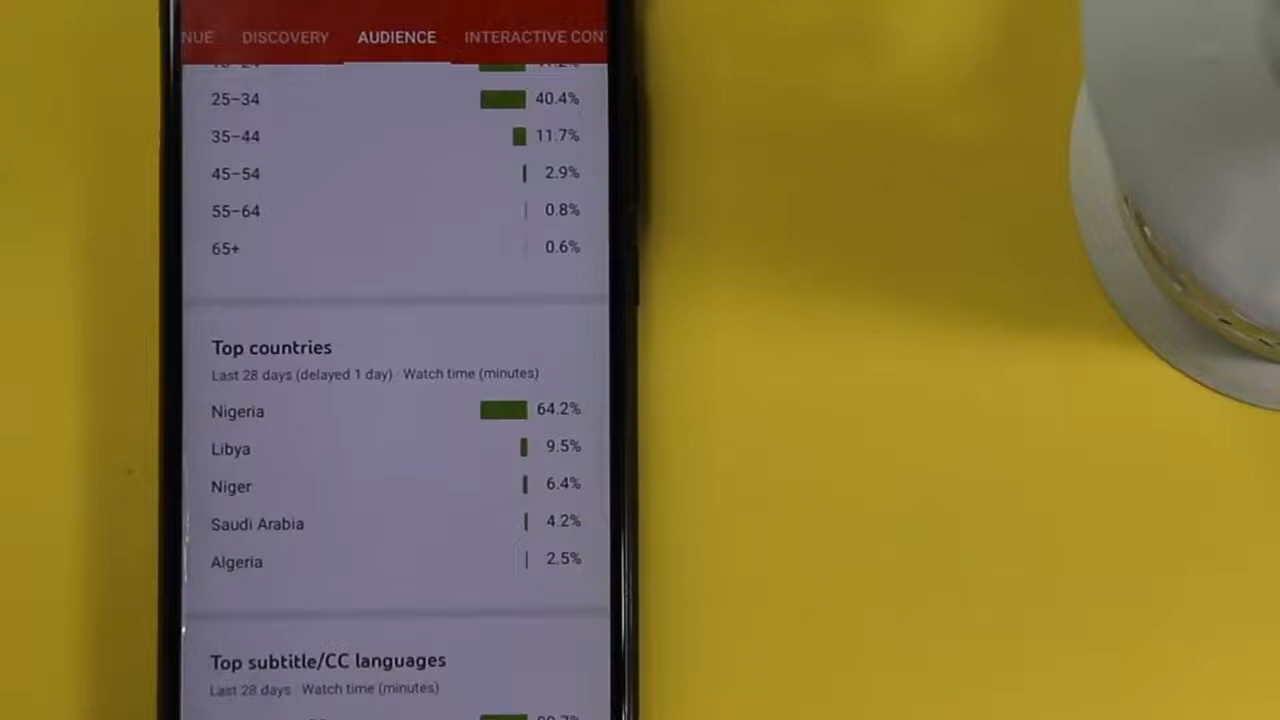 NUE DISCOVERY AUDIENCE INTERACTIVE CON
25–34 40.4%
35–44 11.7%
45–54 2.9%
55–64 0.8%
65+ 0.6%
Top countries
Last 28 days (delayed 1 day) · Watch time (minutes)
Nigeria 64.2%
Libya 9.5%
Niger 6.4%
Saudi Arabia 4.2%
Algeria 2.5%
Top subtitle/CC languages
Last 28 days · Watch time (minutes)